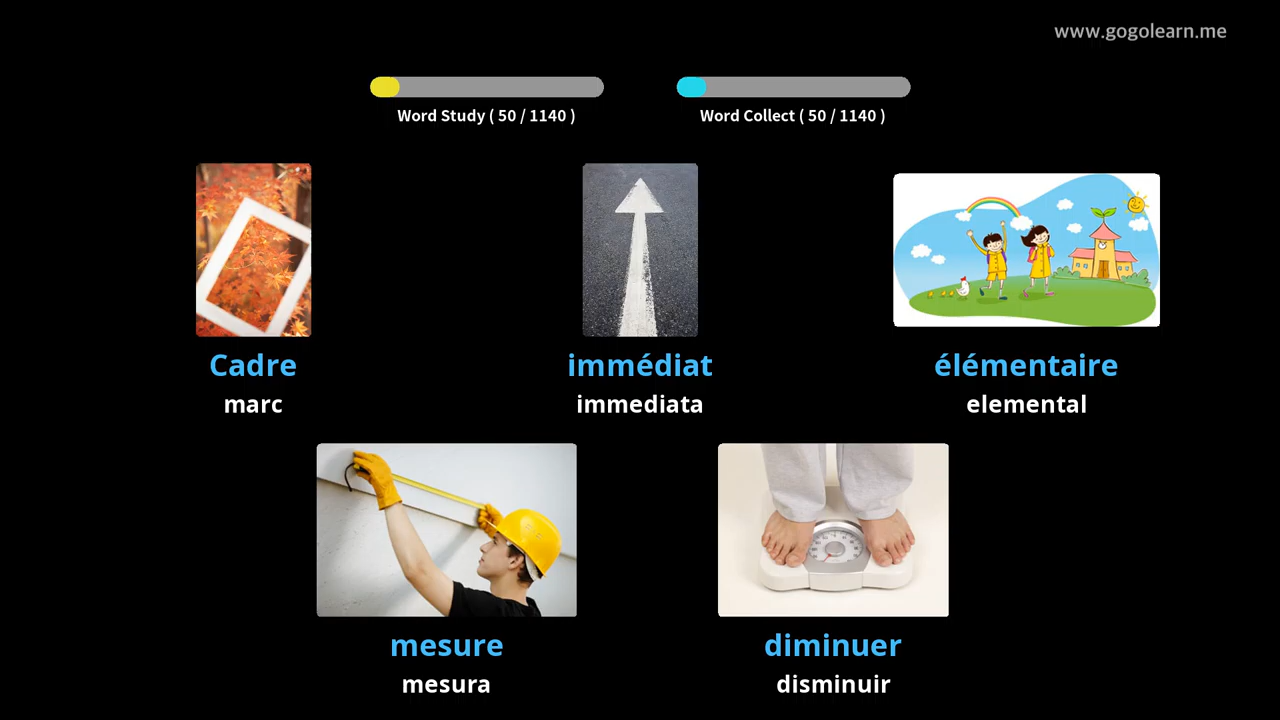 www.gogolearn.me
Word Study ( 50 / 1140 )
Word Collect ( 50 / 1140 )
Cadre
marc
immédiat
immediata
élémentaire
elemental
mesure
mesura
diminuer
disminuir